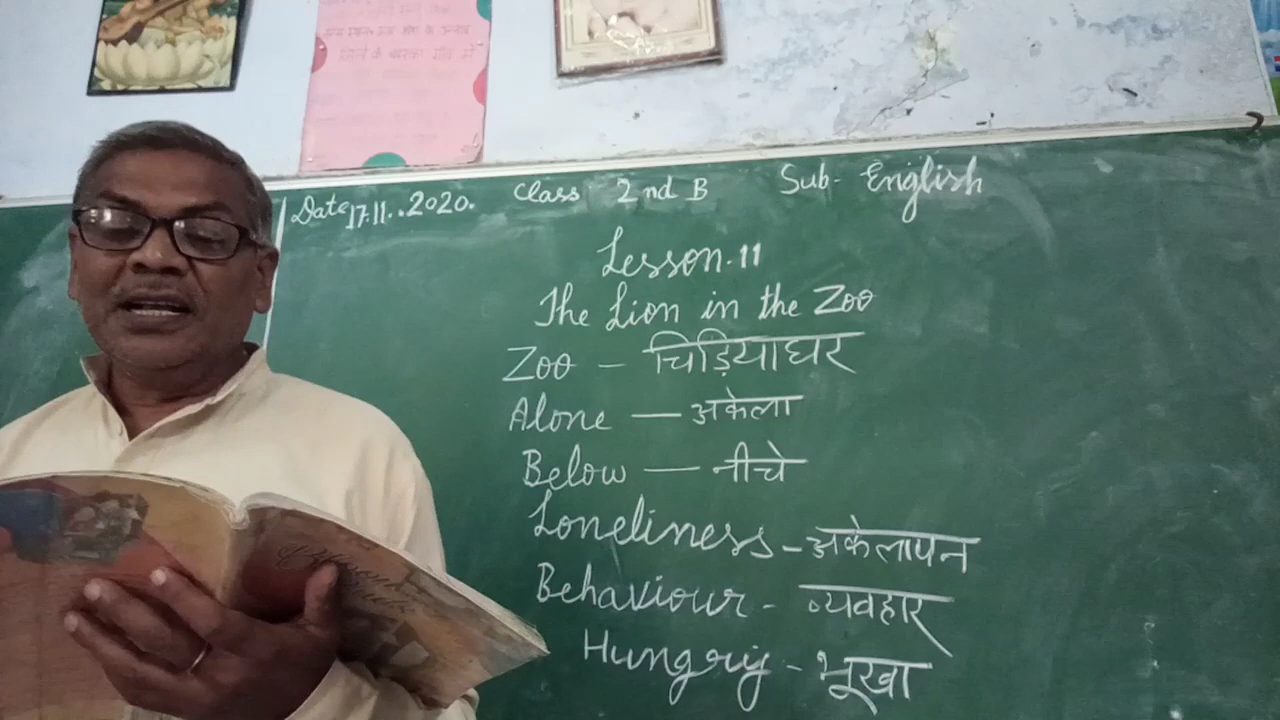 Date 17.11..2020. Class 2nd B Sub- English
Lesson.11
The Lion in the Zoo
Zoo — चिड़ियाघर
Alone — अकेला
Below — नीचे
Loneliness - अकेलापन
Behaviour - व्यवहार
Hungry - भूखा